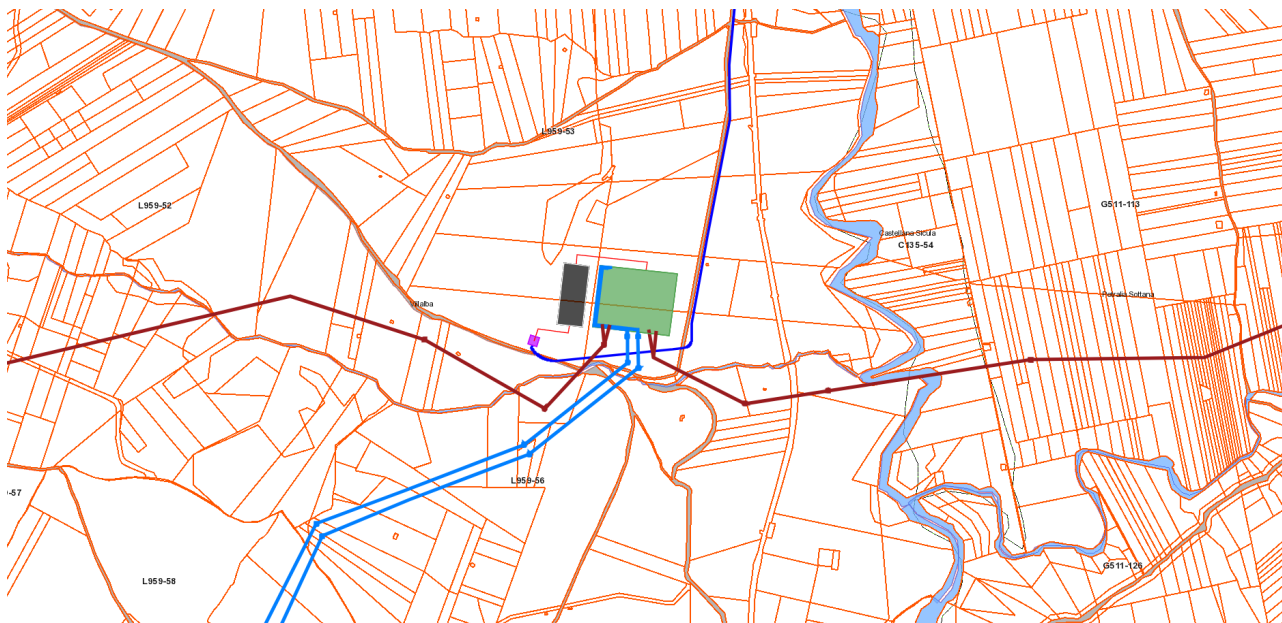 L959-53
L959-52
G511-113
Castellana Sicula
C135-54
Petralia Sottana
Villalba
L959-56
9-57
L959-58
G511-126